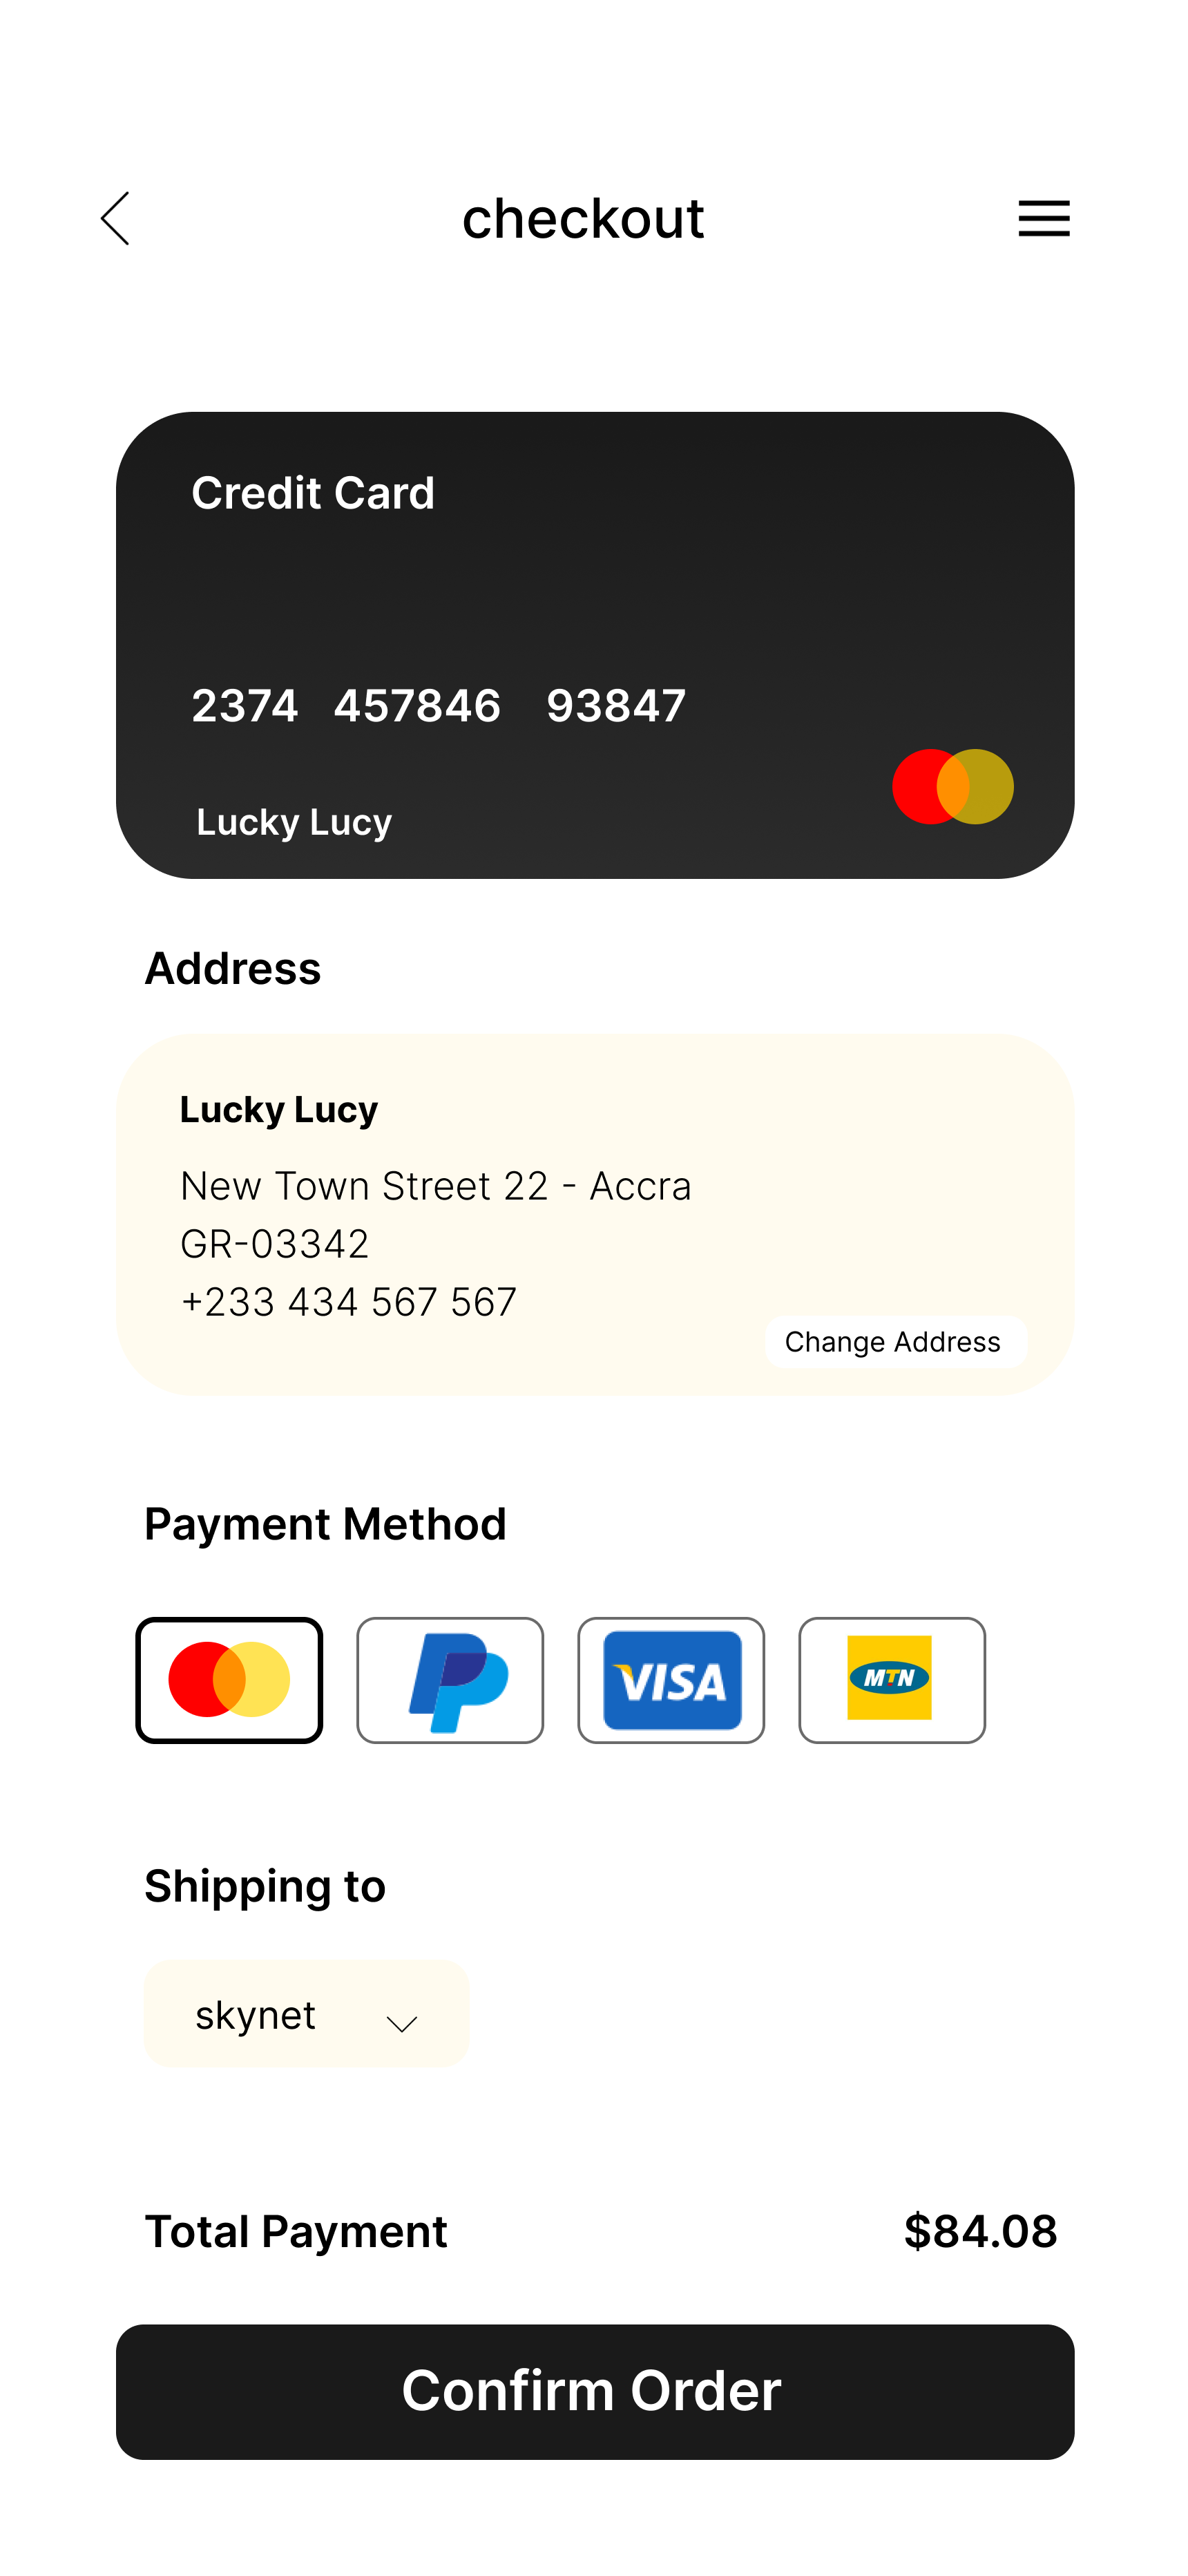 checkout
Credit Card
2374 457846 93847
Lucky Lucy
Address
Lucky Lucy
New Town Street 22 - Accra
GR-03342
+233 434 567 567
Change Address
Payment Method
VISA
MTN
Shipping to
skynet
Total Payment $84.08
Confirm Order